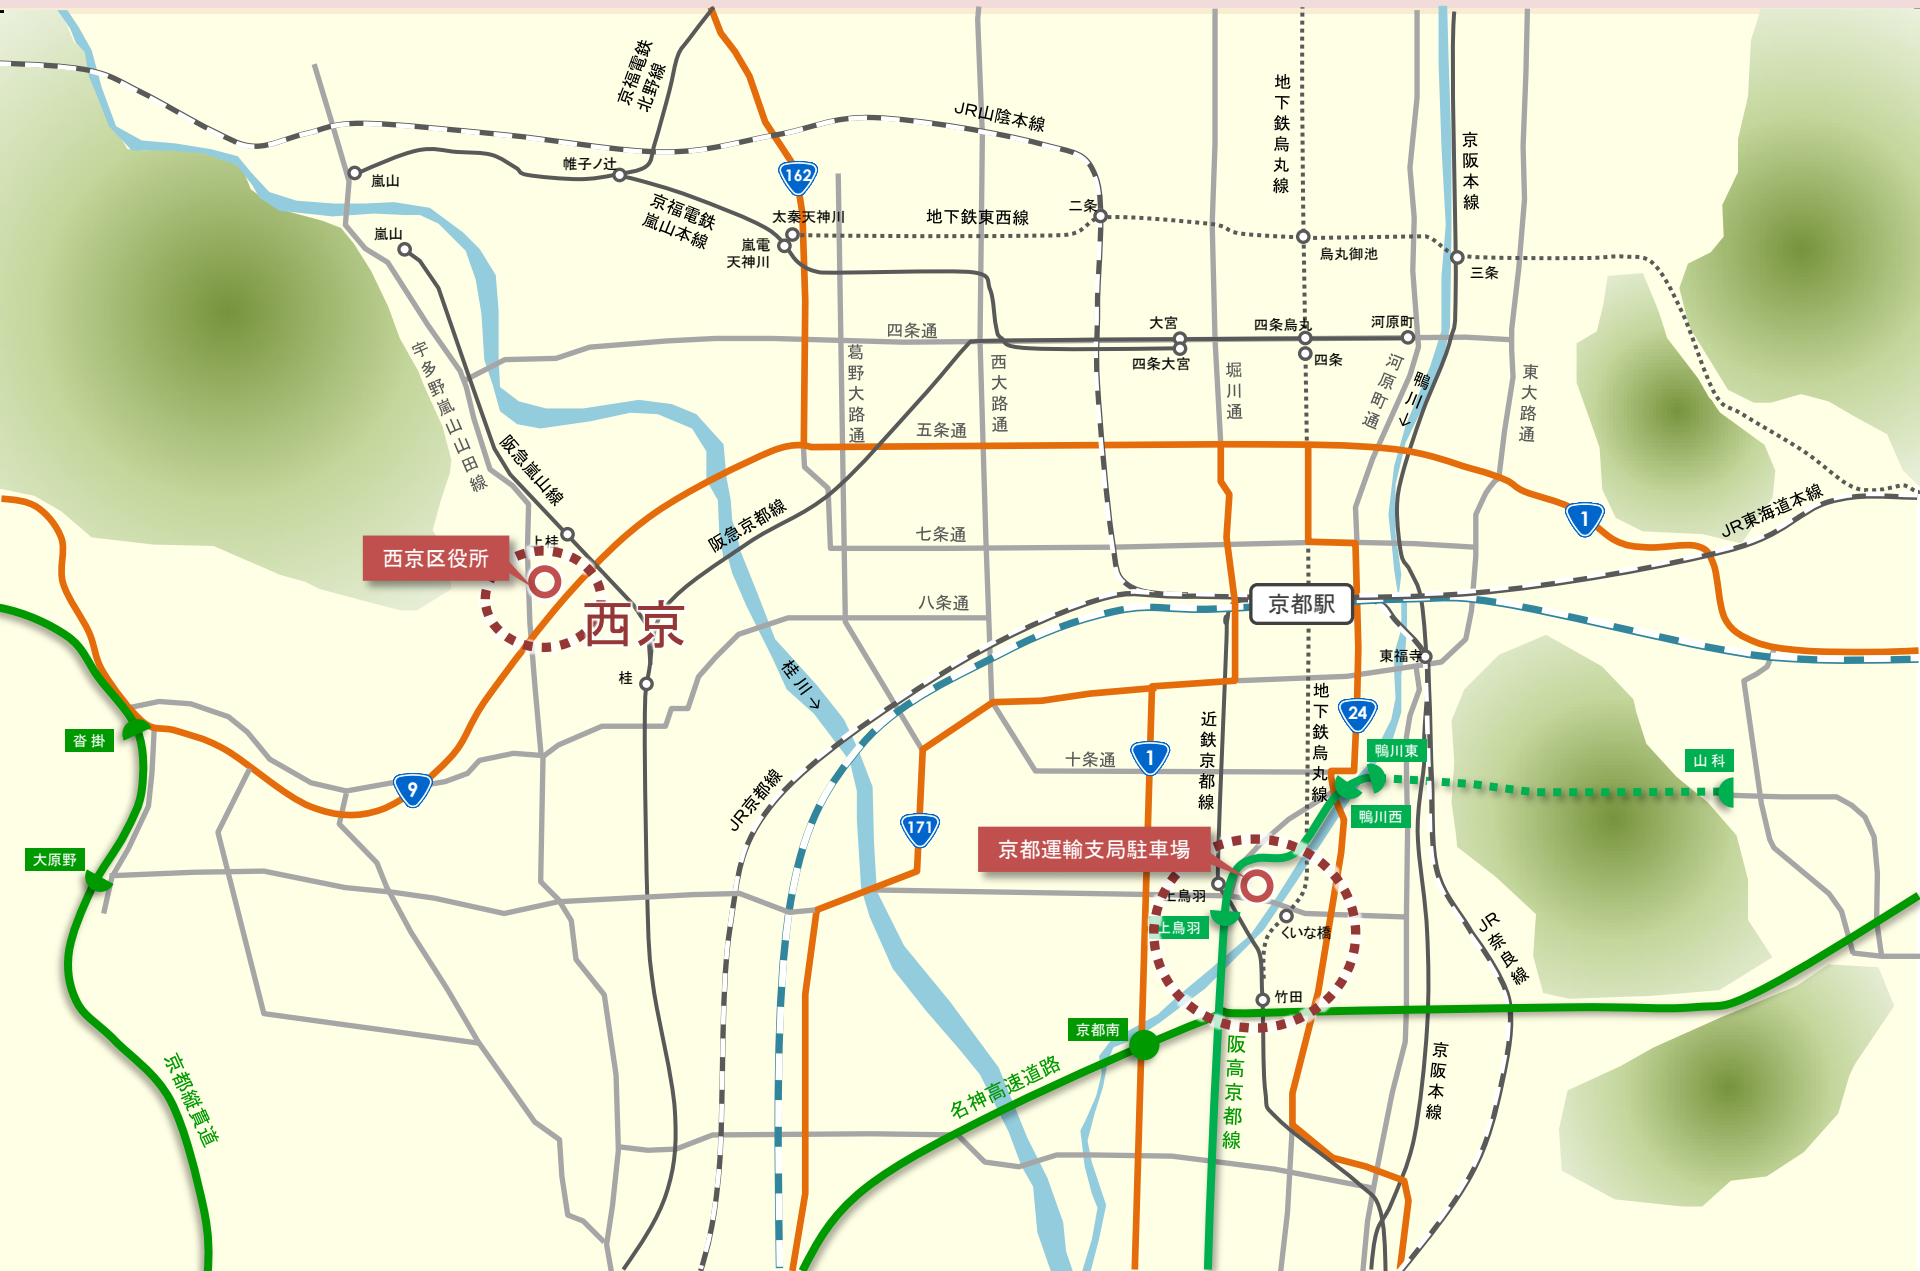 京福電鉄
北野線
JR山陰本線
地下鉄烏丸線
京阪本線
162
帷子ノ辻
嵐山
京福電鉄
嵐山本線
太秦天神川
地下鉄東西線
二条
嵐山
嵐電
天神川
烏丸御池
三条
四条通
大宮
四条烏丸
河原町
四条大宮
四条
宇多野嵐山山田線
葛野大路通
西大路通
堀川通
河原町通
鴨川→
東大路通
五条通
阪急嵐山線
阪急京都線
七条通
1
JR東海道本線
上桂
西京区役所
西京
八条通
京都駅
東福寺
桂
桂川→
近鉄京都線
地下鉄烏丸線
24
沓掛
十条通
1
鴨川東
山科
9
JR京都線
171
鴨川西
京都運輸支局駐車場
大原野
上鳥羽
上鳥羽
くいな橋
JR奈良線
竹田
京都南
京都縦貫道
名神高速道路
阪高京都線
京阪本線